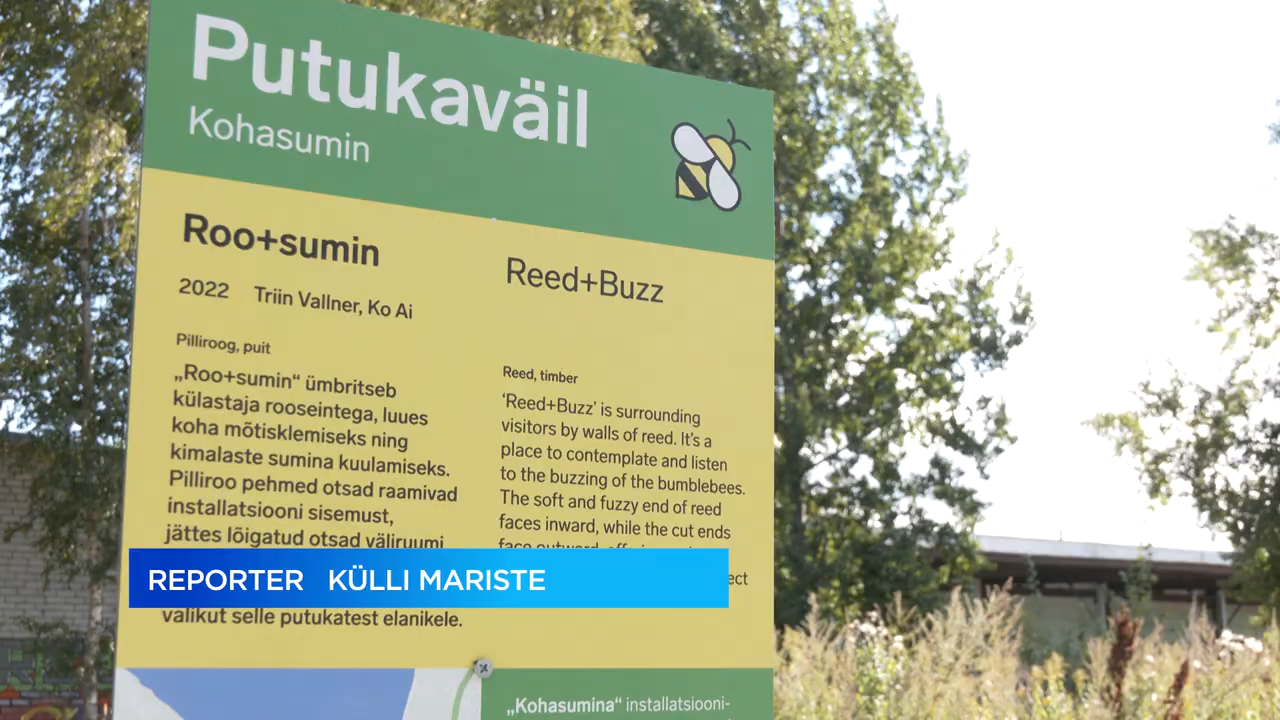 Putukaväil
Kohasumin
Roo+sumin
2022 Triin Vallner, Ko Ai
Pilliroog, puit
„Roo+sumin“ ümbritseb
külastaja rooseintega, luues
koha mõtisklemiseks ning
kimalaste sumina kuulamiseks.
Pilliroo pehmed otsad raamivad
installatsiooni sisemust,
jättes lõigatud otsad väliruumi
valikut selle putukatest elanikele.
Reed+Buzz
Reed, timber
‘Reed+Buzz’ is surrounding
visitors by walls of reed. It’s a
place to contemplate and listen
to the buzzing of the bumblebees.
The soft and fuzzy end of reed
faces inward, while the cut ends
face outward,
REPORTER KÜLLI MARISTE
„Kohasumina“ installatsiooni-